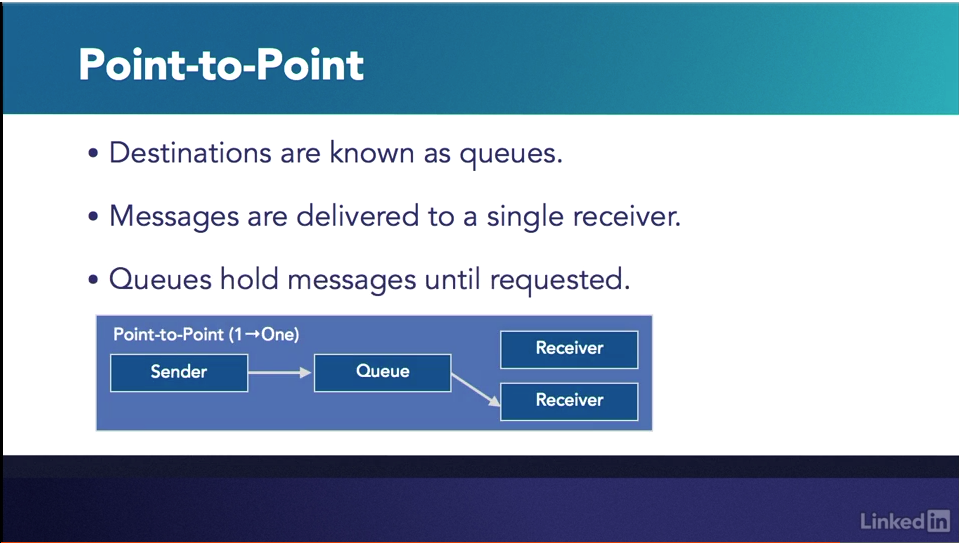 Point-to-Point
• Destinations are known as queues.
• Messages are delivered to a single receiver.
• Queues hold messages until requested.
Point-to-Point (1→One)
Sender
Queue
Receiver
Receiver
Linked in